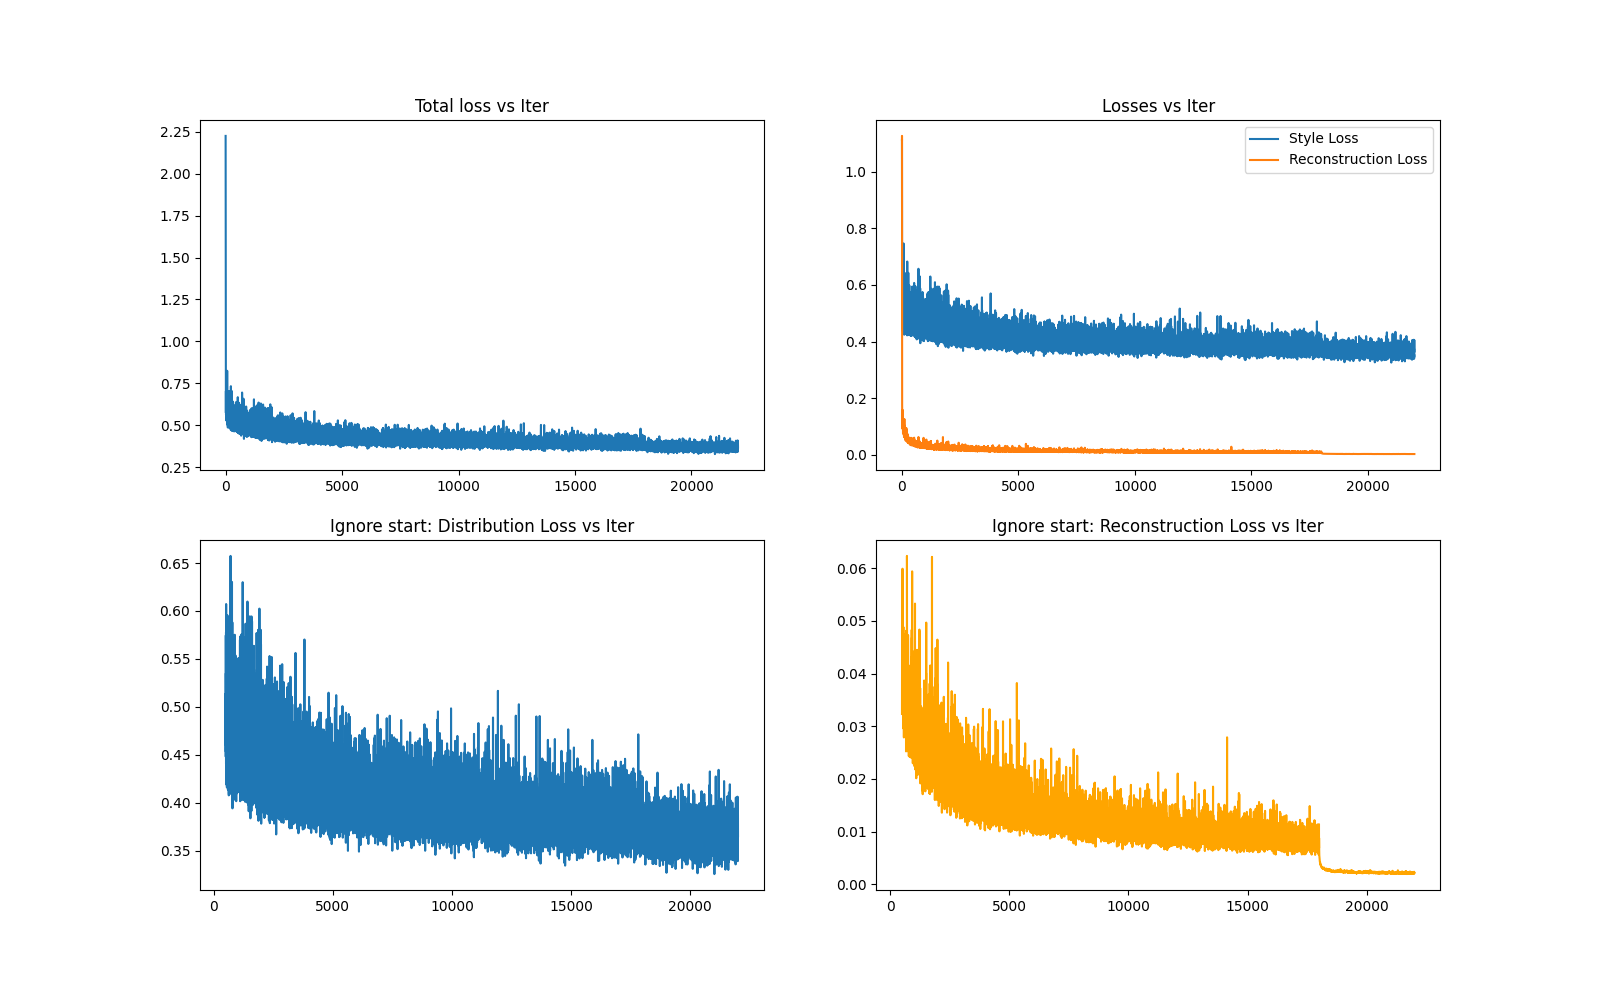 Total loss vs Iter
2.25
2.00
1.75
1.50
1.25
1.00
0.75
0.50
0.25
0 5000 10000 15000 20000
Losses vs Iter
Style Loss
Reconstruction Loss
1.0
0.8
0.6
0.4
0.2
0.0
0 5000 10000 15000 20000
Ignore start: Distribution Loss vs Iter
0.65
0.60
0.55
0.50
0.45
0.40
0.35
0 5000 10000 15000 20000
Ignore start: Reconstruction Loss vs Iter
0.06
0.05
0.04
0.03
0.02
0.01
0.00
0 5000 10000 15000 20000